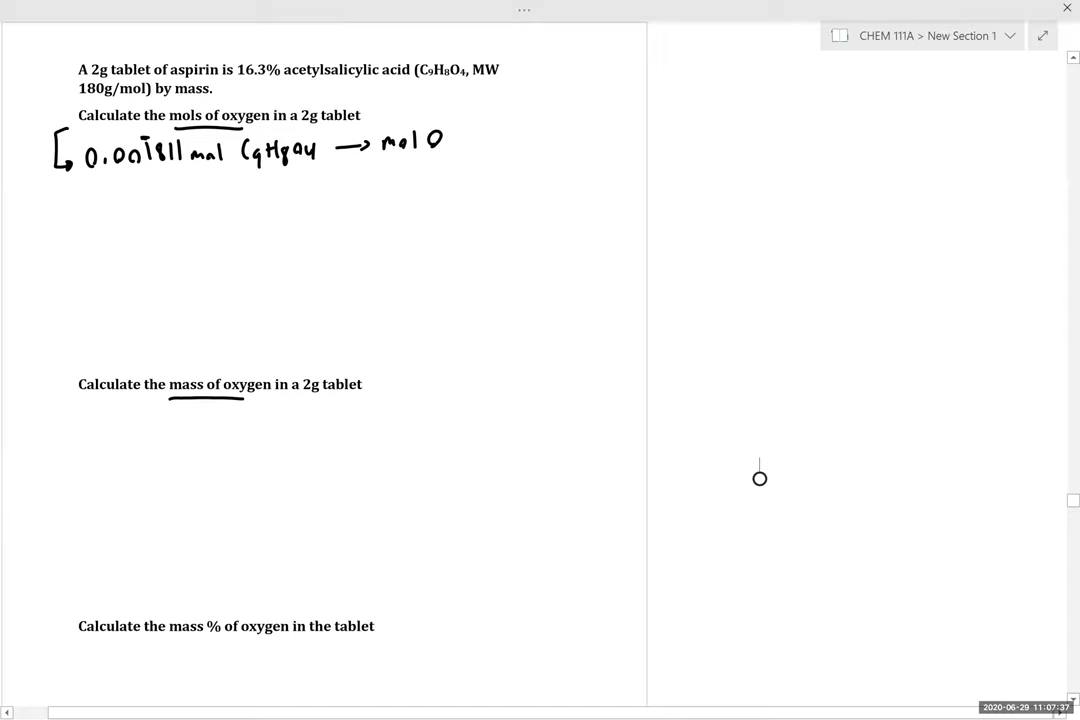 CHEM 111A > New Section 1
A 2g tablet of aspirin is 16.3% acetylsalicylic acid (C₉H₈O₄, MW
180g/mol) by mass.
Calculate the mols of oxygen in a 2g tablet
0.001811 mol C9H8O4 → mol O
Calculate the mass of oxygen in a 2g tablet
Calculate the mass % of oxygen in the tablet
2020-06-29 11:07:37